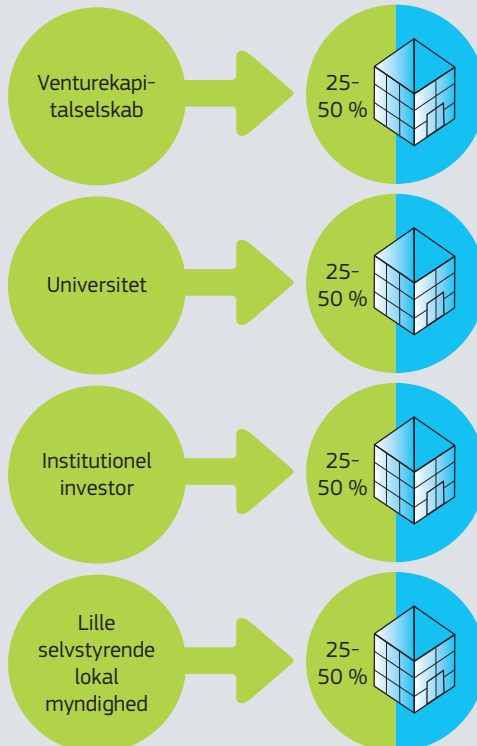 Venturekapi-
talselskab
25-
50 %
Universitet
25-
50 %
Institutionel
investor
25-
50 %
Lille
selvstyrende
lokal
myndighed
25-
50 %